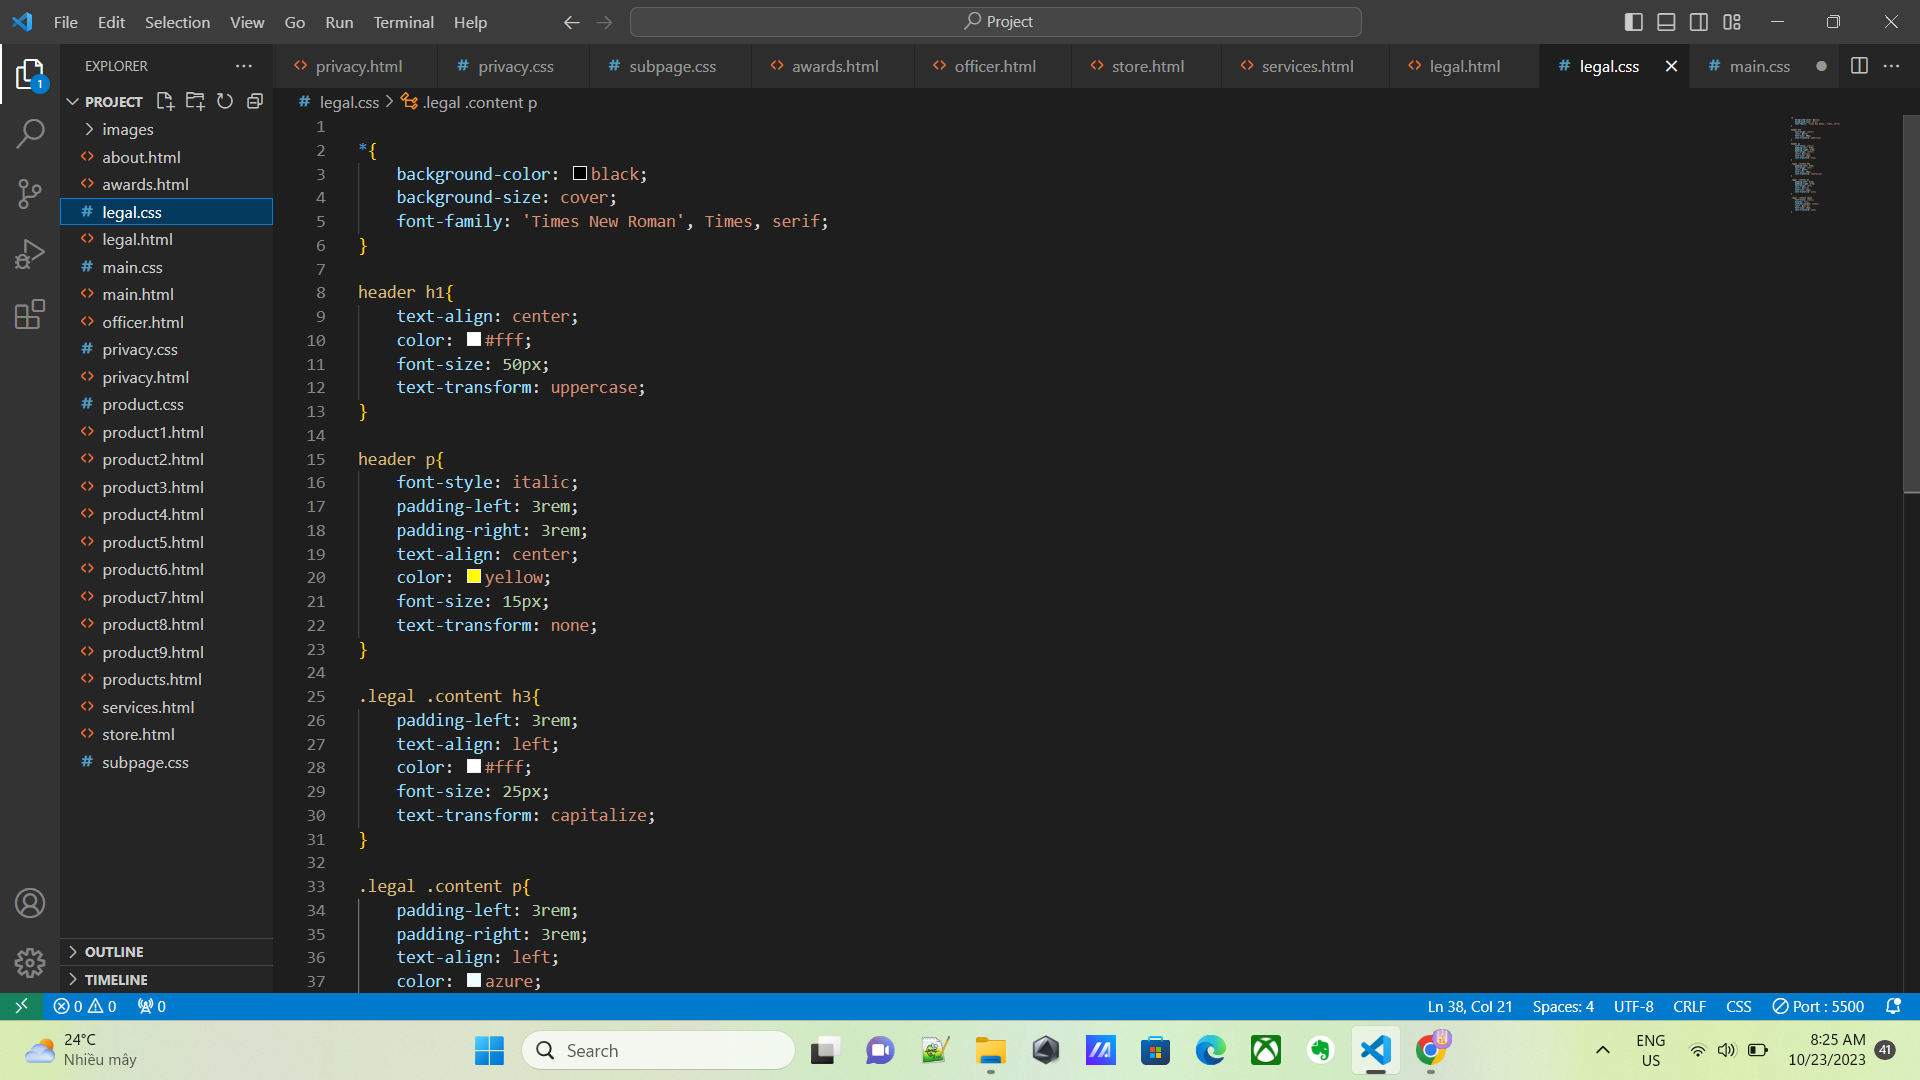 File Edit Selection View Go Run Terminal Help
Project
EXPLORER
privacy.html privacy.css subpage.css awards.html officer.html store.html services.html legal.html legal.css main.css
PROJECT
legal.css > .legal .content p
images
about.html
awards.html
legal.css
legal.html
main.css
main.html
officer.html
privacy.css
privacy.html
product.css
product1.html
product2.html
product3.html
product4.html
product5.html
product6.html
product7.html
product8.html
product9.html
products.html
services.html
store.html
subpage.css
OUTLINE
TIMELINE
1
2 *{
3 background-color: black;
4 background-size: cover;
5 font-family: 'Times New Roman', Times, serif;
6 }
7
8 header h1{
9 text-align: center;
10 color: #fff;
11 font-size: 50px;
12 text-transform: uppercase;
13 }
14
15 header p{
16 font-style: italic;
17 padding-left: 3rem;
18 padding-right: 3rem;
19 text-align: center;
20 color: yellow;
21 font-size: 15px;
22 text-transform: none;
23 }
24
25 .legal .content h3{
26 padding-left: 3rem;
27 text-align: left;
28 color: #fff;
29 font-size: 25px;
30 text-transform: capitalize;
31 }
32
33 .legal .content p{
34 padding-left: 3rem;
35 padding-right: 3rem;
36 text-align: left;
37 color: azure;
0 0 0 Ln 38, Col 21 Spaces: 4 UTF-8 CRLF CSS Port : 5500
1
24°C
Nhiều mây
Search
ENG
US
8:25 AM
10/23/2023
41